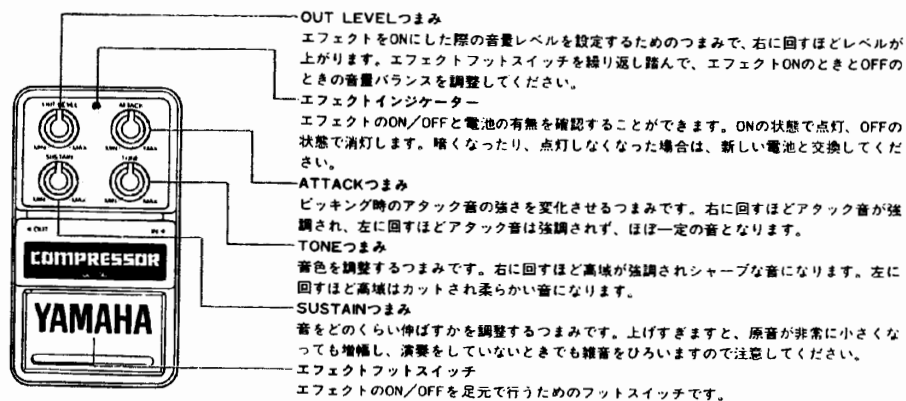 OUT LEVELつまみ
エフェクトをONにした際の音量レベルを設定するためのつまみで、右に回すほどレベルが
上がります。エフェクトフットスイッチを繰り返し踏んで、エフェクトONのときとOFFの
ときの音量バランスを調整してください。
エフェクトインジケーター
エフェクトのON/OFFと電池の有無を確認することができます。ONの状態で点灯、OFFの
状態で消灯します。暗くなったり、点灯しなくなった場合は、新しい電池と交換してくだ
さい。
ATTACKつまみ
ピッキング時のアタック音の強さを変化させるつまみです。右に回すほどアタック音が強
調され、左に回すほどアタック音は強調されず、ほぼ一定の音となります。
TONEつまみ
音色を調整するつまみです。右に回すほど高域が強調されシャープな音になります。左に
回すほど高域はカットされ柔らかい音になります。
SUSTAINつまみ
音をどのくらい伸ばすかを調整するつまみです。上げすぎますと、原音が非常に小さくな
っても増幅し、演奏をしていないときでも雑音をひろいますので注意してください。
エフェクトフットスイッチ
エフェクトのON/OFFを足元で行うためのフットスイッチです。
OUT LEVEL ATTACK
MIN MAX MIN MAX
SUSTAIN TONE
MIN MAX MIN MAX
◄ OUT IN ◄
COMPRESSOR
YAMAHA